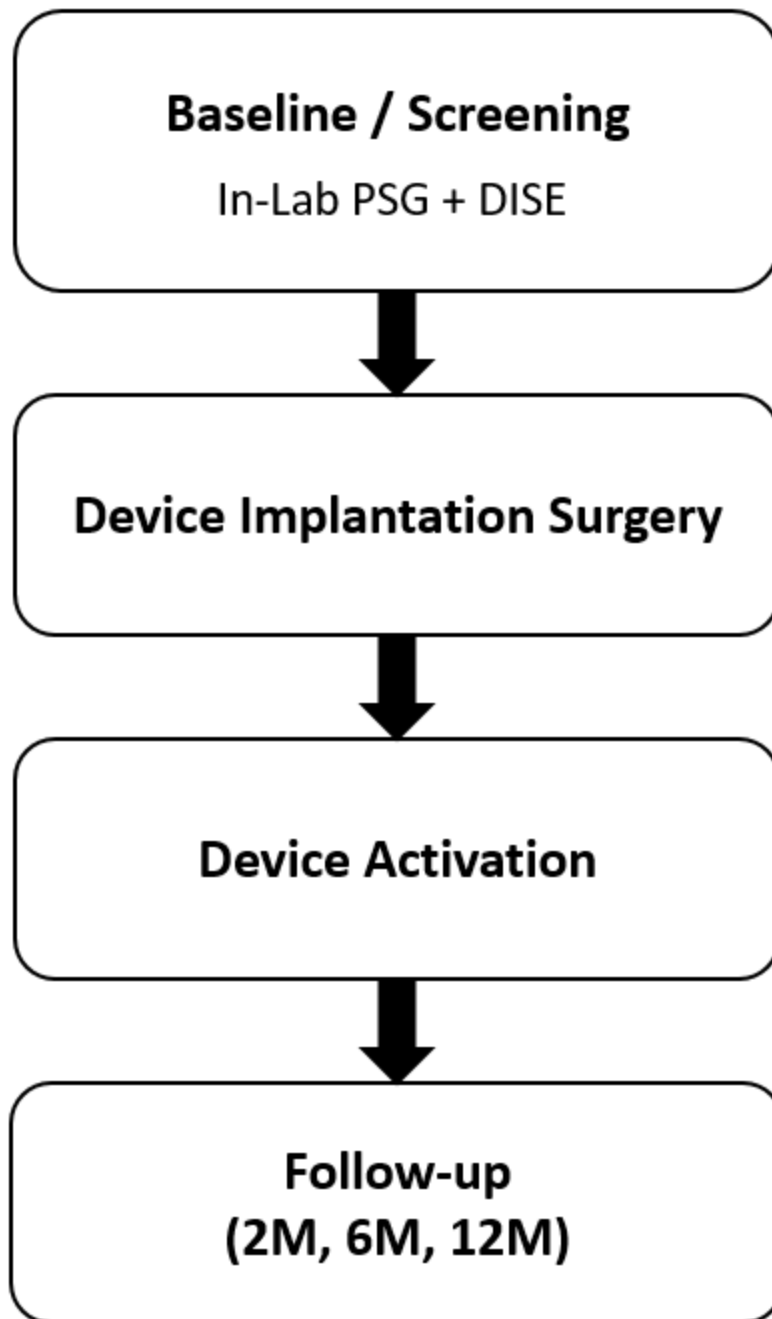 Baseline / Screening
In-Lab PSG + DISE
Device Implantation Surgery
Device Activation
Follow-up
(2M, 6M, 12M)